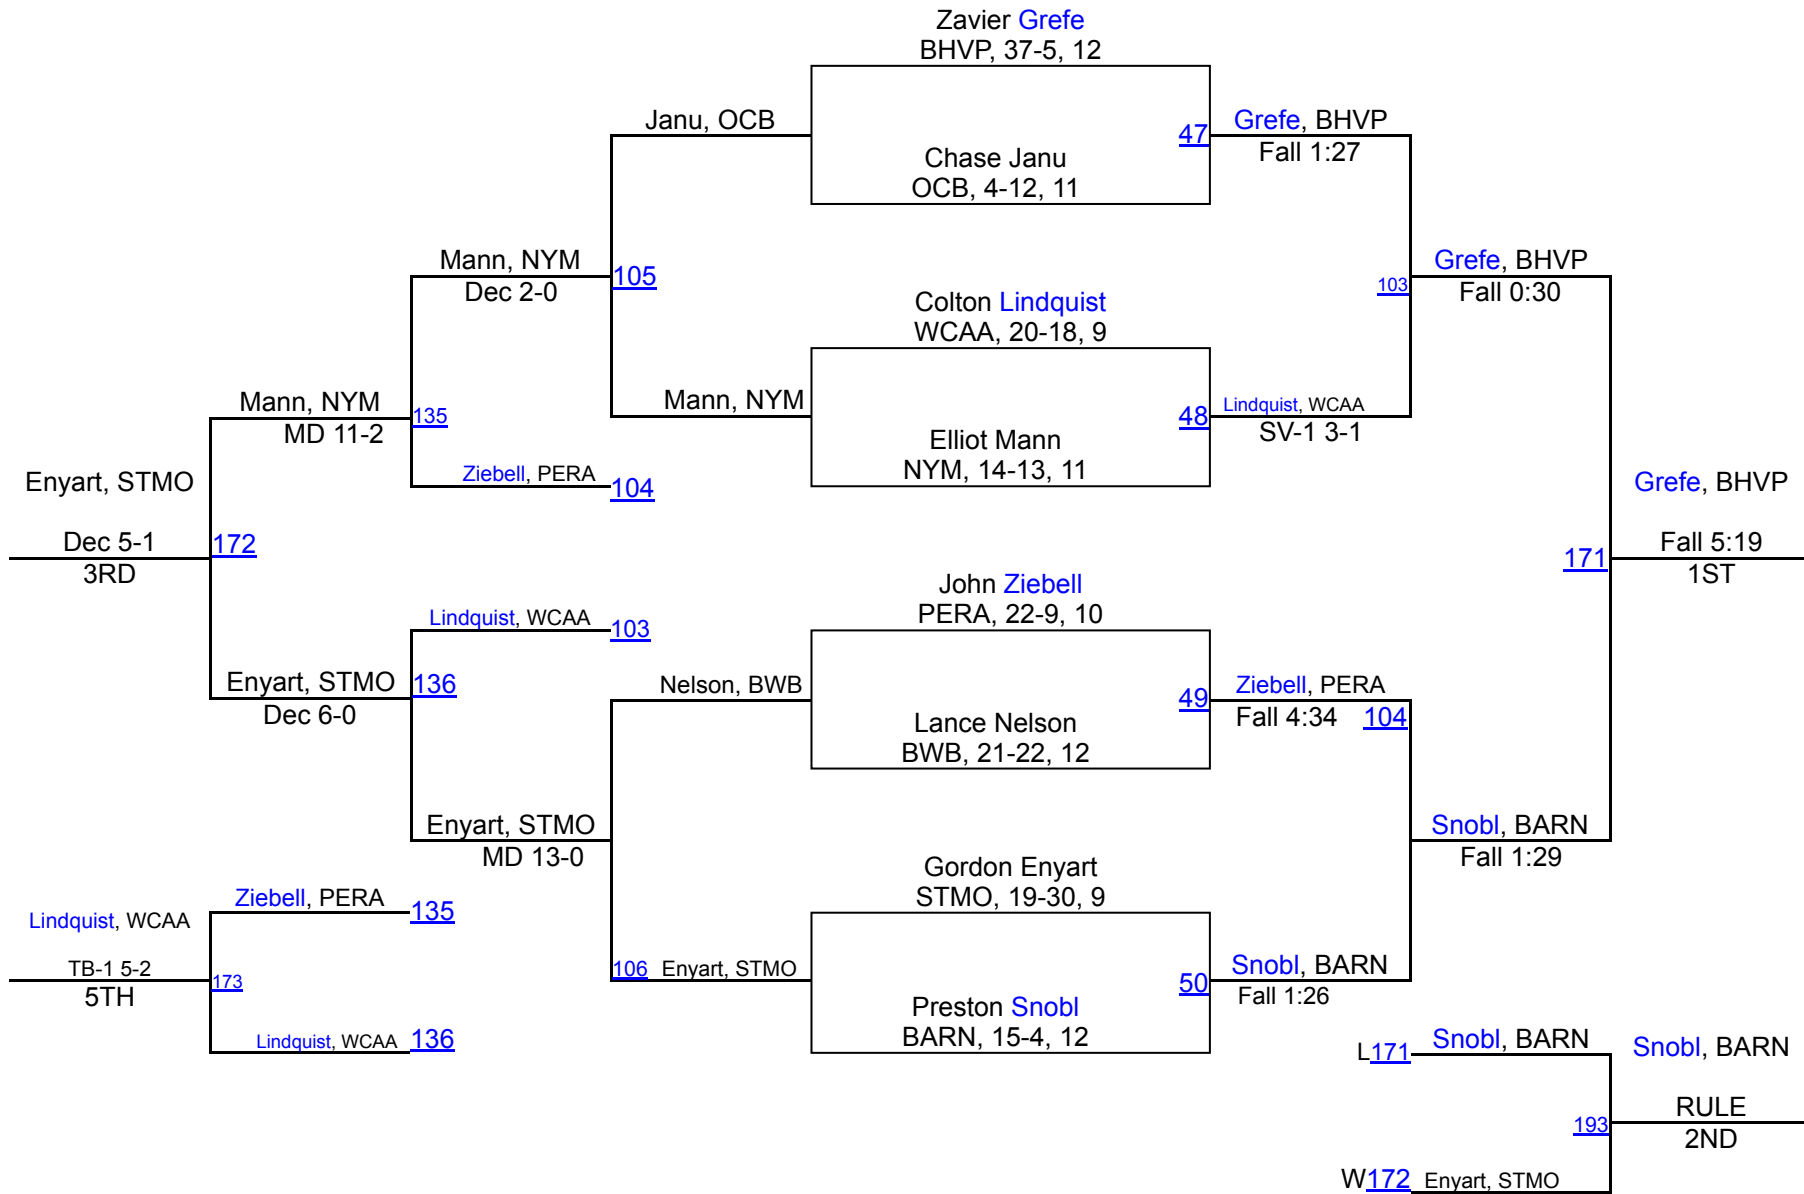 Zavier Grefe
BHVP, 37-5, 12
Janu, OCB
47
Grefe, BHVP
Fall 1:27
Chase Janu
OCB, 4-12, 11
Mann, NYM
Dec 2-0
105
Grefe, BHVP
Fall 0:30
103
Colton Lindquist
WCAA, 20-18, 9
Mann, NYM
MD 11-2
135
Mann, NYM
48
Lindquist, WCAA
SV-1 3-1
Elliot Mann
NYM, 14-13, 11
Ziebell, PERA
104
Enyart, STMO
Dec 5-1
3RD
172
Grefe, BHVP
171
Fall 5:19
1ST
John Ziebell
PERA, 22-9, 10
Lindquist, WCAA
103
Enyart, STMO
Dec 6-0
136
Nelson, BWB
49
Ziebell, PERA
Fall 4:34
104
Lance Nelson
BWB, 21-22, 12
Enyart, STMO
MD 13-0
Snobl, BARN
Fall 1:29
Gordon Enyart
STMO, 19-30, 9
Ziebell, PERA
135
Lindquist, WCAA
TB-1 5-2
5TH
173
106
Enyart, STMO
50
Snobl, BARN
Fall 1:26
Preston Snobl
BARN, 15-4, 12
Lindquist, WCAA
136
L171
Snobl, BARN
Snobl, BARN
193
RULE
2ND
W172
Enyart, STMO